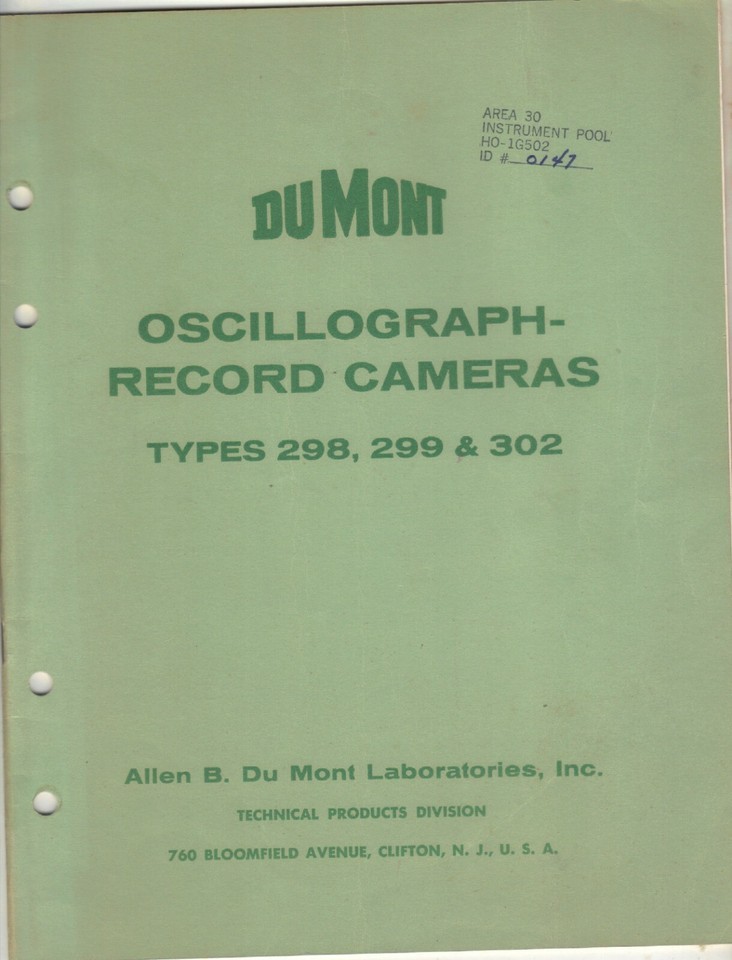 AREA 30
INSTRUMENT POOL
HO-1G502
ID # 0147
DUMONT
OSCILLOGRAPH-
RECORD CAMERAS
TYPES 298, 299 & 302
Allen B. Du Mont Laboratories, Inc.
TECHNICAL PRODUCTS DIVISION
760 BLOOMFIELD AVENUE, CLIFTON, N. J., U. S. A.